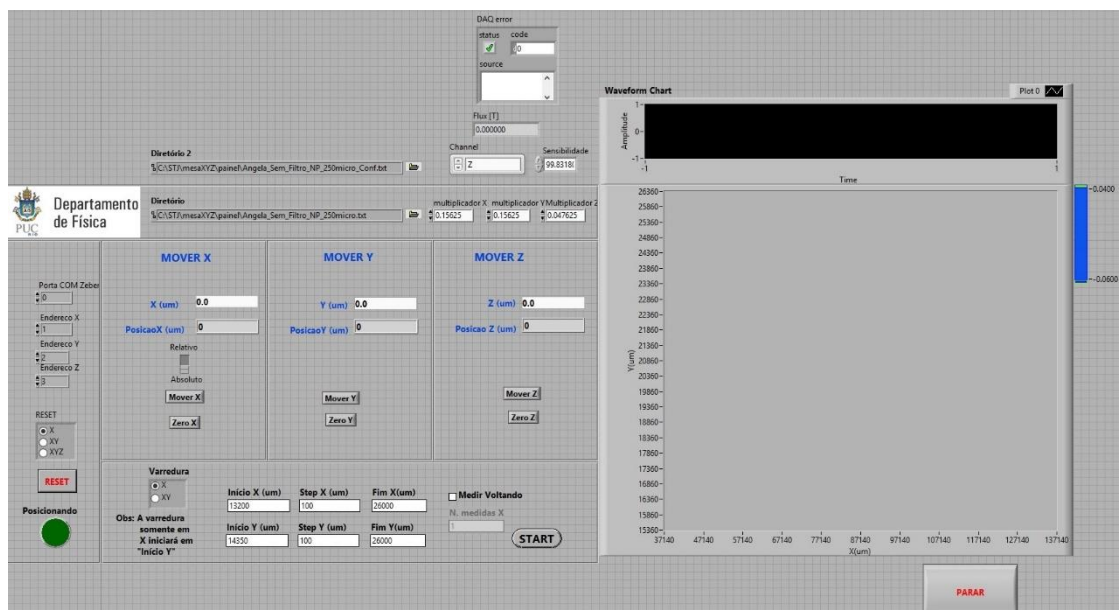 DAQ error
status code
0
source
Flux [T]
0.000000
Channel
Z
Sensibilidade
99.8318
Diretório 2
C:\STJ\mesaXYZ\painel\Angela_Sem_Filtro_NP_250micro_Conf.txt
PUC
Departamento
de Física
Diretório
C:\STJ\mesaXYZ\painel\Angela_Sem_Filtro_NP_250micro.txt
multiplicador X multiplicador Y Multiplicador Z
0.15625 0.15625 0.047625
Porta COM Zeber
0
Endereco X
1
Endereco Y
2
Endereco Z
3
RESET
X
XY
XYZ
RESET
Posicionando
MOVER X
X (um) 0.0
PosicaoX (um) 0
Relativo
Absoluto
Mover X
Zero X
MOVER Y
Y (um) 0.0
PosicaoY (um) 0
Mover Y
Zero Y
MOVER Z
Z (um) 0.0
Posicao Z (um) 0
Mover Z
Zero Z
Varredura
X
XY
Obs: A varredura
somente em
X iniciará em
"Início Y"
Início X (um) Step X (um) Fim X(um)
13200 100 26000
Início Y (um) Step Y (um) Fim Y(um)
14350 100 26000
Medir Voltando
N. medidas X
1
START
Waveform Chart
Plot 0
Amplitude
1
0
-1
-1 1
Time
26360
25860
25360
24860
24360
23860
23360
22860
22360
21860
21360
20860
20360
19860
19360
18860
18360
17860
17360
16860
16360
15860
15360
Y(um)
37140 47140 57140 67140 77140 87140 97140 107140 117140 127140 137140
X(um)
-0.0400
-0.0600
PARAR